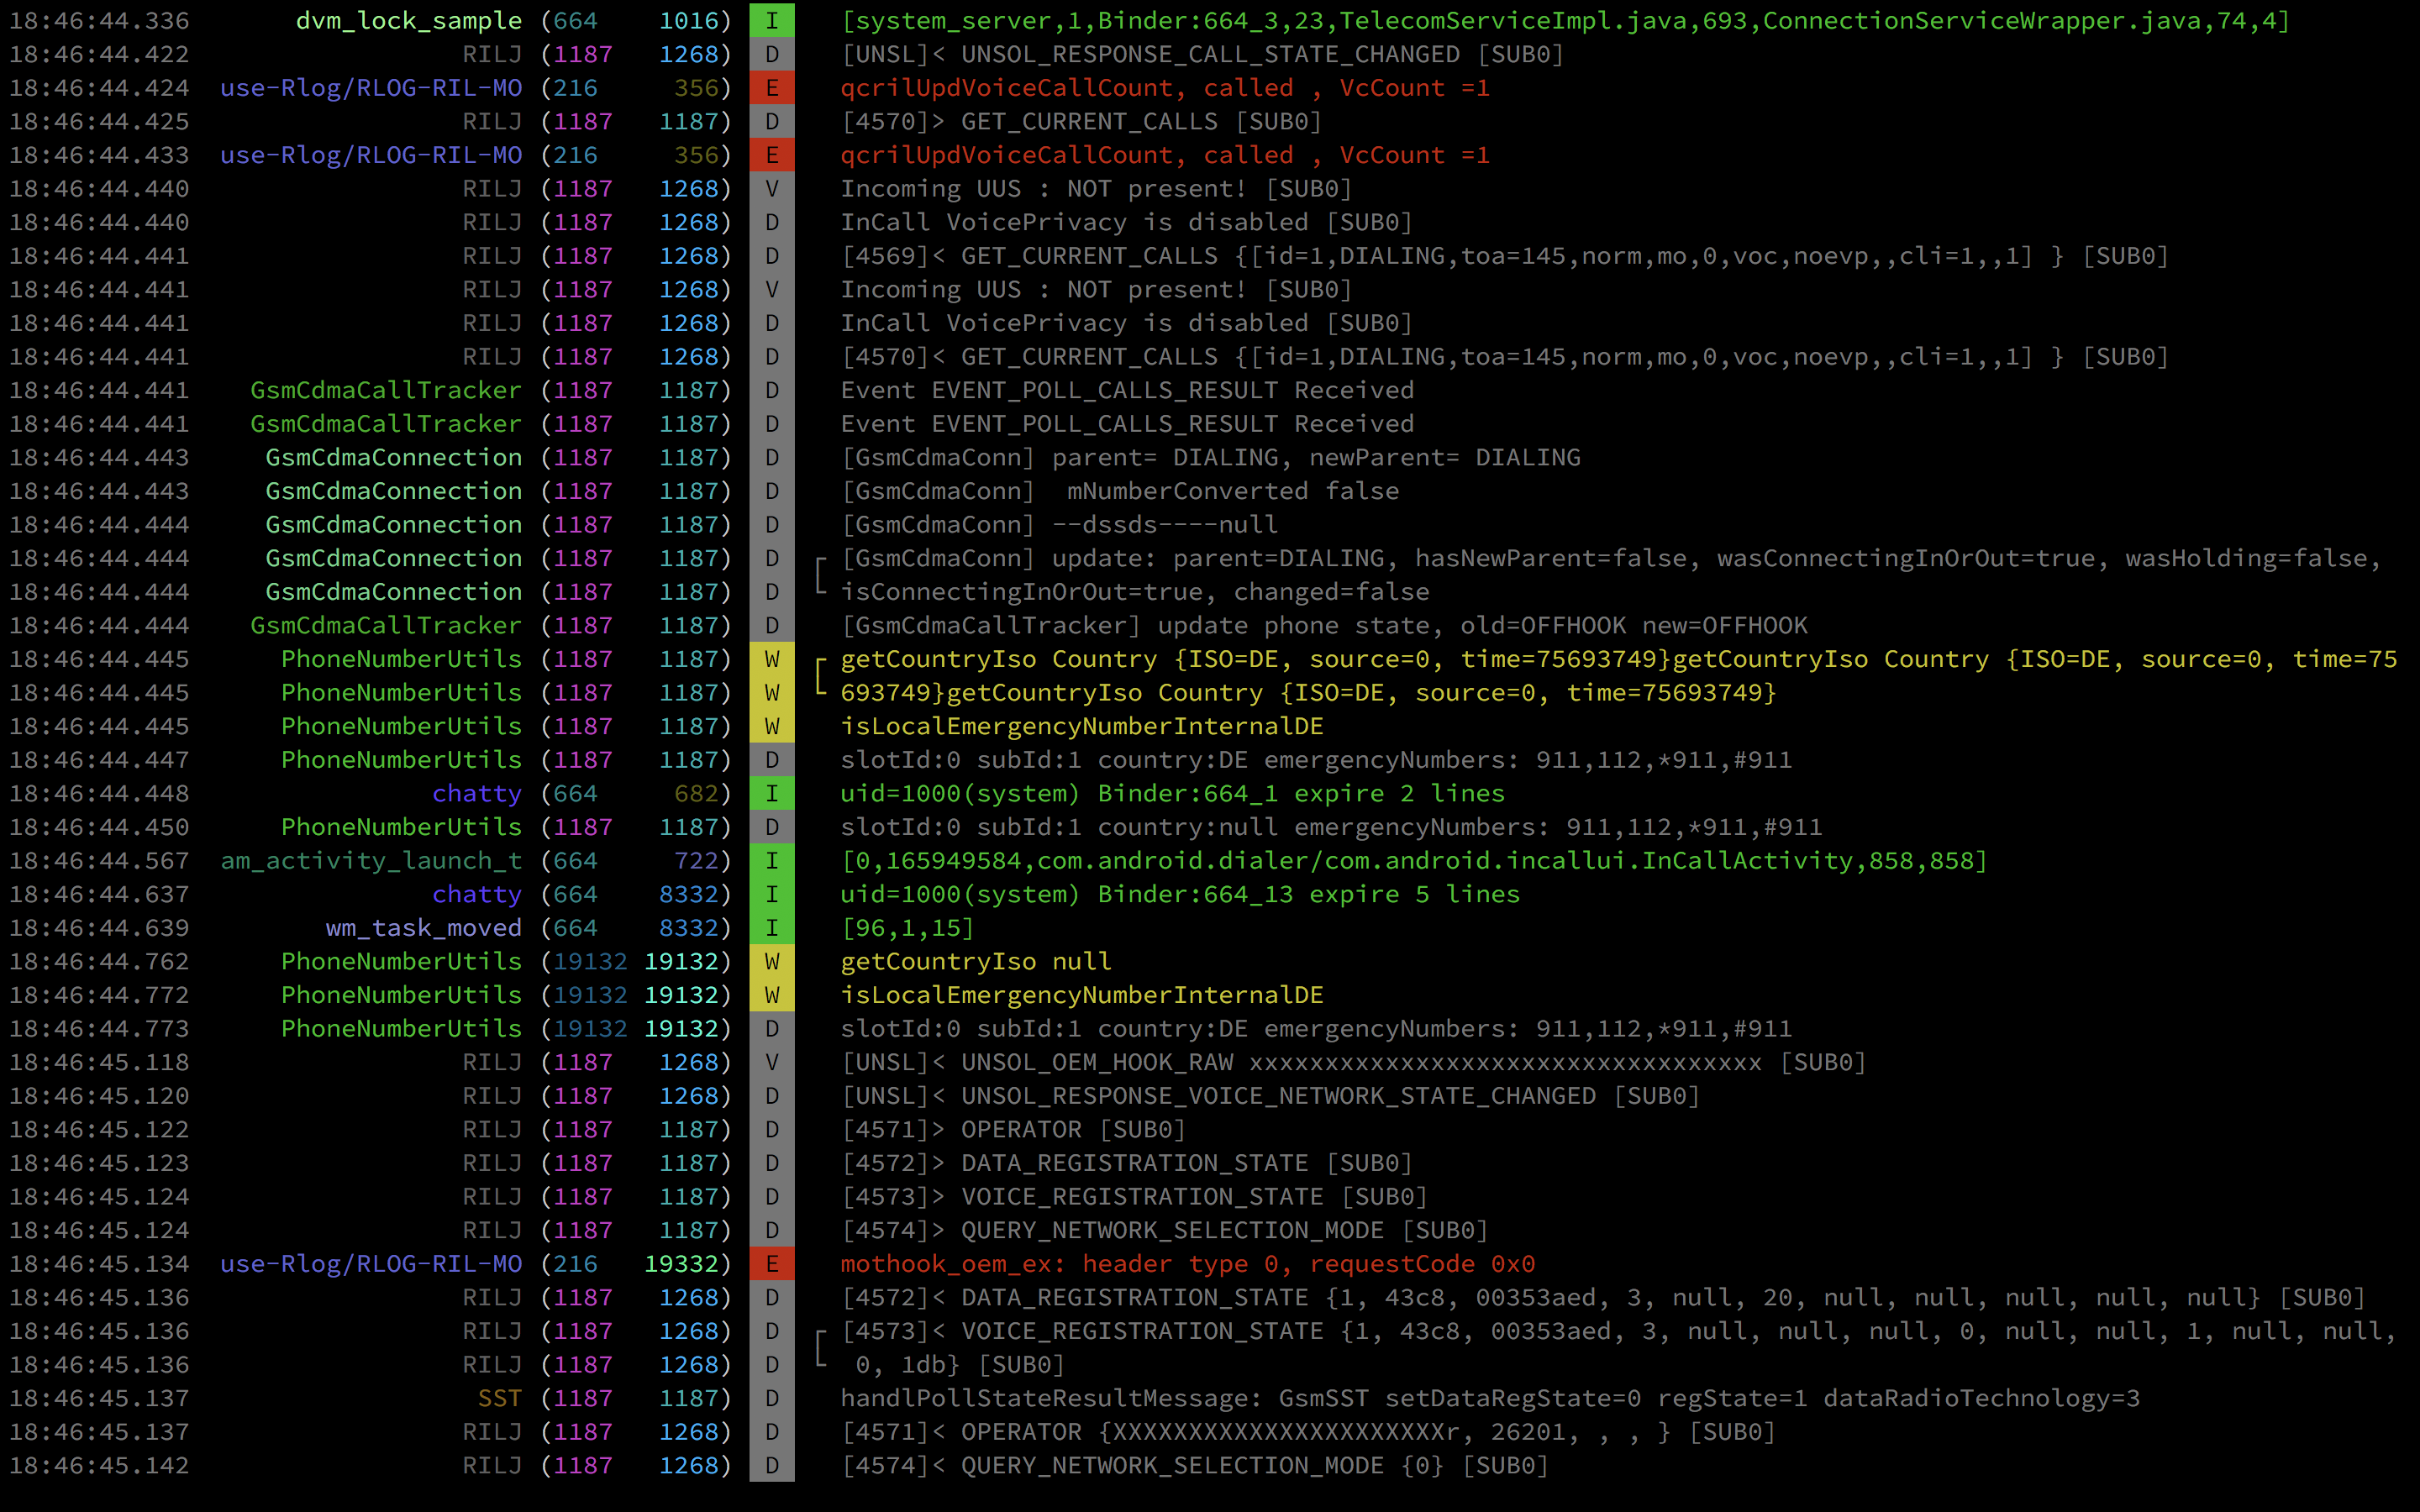 18:46:44.336 dvm_lock_sample (664 1016) I [system_server,1,Binder:664_3,23,TelecomServiceImpl.java,693,ConnectionServiceWrapper.java,74,4]
18:46:44.422 RILJ (1187 1268) D [UNSL]< UNSOL_RESPONSE_CALL_STATE_CHANGED [SUB0]
18:46:44.424 use-Rlog/RLOG-RIL-MO (216 356) E qcrilUpdVoiceCallCount, called , VcCount =1
18:46:44.425 RILJ (1187 1187) D [4570]> GET_CURRENT_CALLS [SUB0]
18:46:44.433 use-Rlog/RLOG-RIL-MO (216 356) E qcrilUpdVoiceCallCount, called , VcCount =1
18:46:44.440 RILJ (1187 1268) V Incoming UUS : NOT present! [SUB0]
18:46:44.440 RILJ (1187 1268) D InCall VoicePrivacy is disabled [SUB0]
18:46:44.441 RILJ (1187 1268) D [4569]< GET_CURRENT_CALLS {[id=1,DIALING,toa=145,norm,mo,0,voc,noevp,,cli=1,,1] } [SUB0]
18:46:44.441 RILJ (1187 1268) V Incoming UUS : NOT present! [SUB0]
18:46:44.441 RILJ (1187 1268) D InCall VoicePrivacy is disabled [SUB0]
18:46:44.441 RILJ (1187 1268) D [4570]< GET_CURRENT_CALLS {[id=1,DIALING,toa=145,norm,mo,0,voc,noevp,,cli=1,,1] } [SUB0]
18:46:44.441 GsmCdmaCallTracker (1187 1187) D Event EVENT_POLL_CALLS_RESULT Received
18:46:44.441 GsmCdmaCallTracker (1187 1187) D Event EVENT_POLL_CALLS_RESULT Received
18:46:44.443 GsmCdmaConnection (1187 1187) D [GsmCdmaConn] parent= DIALING, newParent= DIALING
18:46:44.443 GsmCdmaConnection (1187 1187) D [GsmCdmaConn]  mNumberConverted false
18:46:44.444 GsmCdmaConnection (1187 1187) D [GsmCdmaConn] --dssds----null
18:46:44.444 GsmCdmaConnection (1187 1187) D [GsmCdmaConn] update: parent=DIALING, hasNewParent=false, wasConnectingInOrOut=true, wasHolding=false,
18:46:44.444 GsmCdmaConnection (1187 1187) D isConnectingInOrOut=true, changed=false
18:46:44.444 GsmCdmaCallTracker (1187 1187) D [GsmCdmaCallTracker] update phone state, old=OFFHOOK new=OFFHOOK
18:46:44.445 PhoneNumberUtils (1187 1187) W getCountryIso Country {ISO=DE, source=0, time=75693749}getCountryIso Country {ISO=DE, source=0, time=75
18:46:44.445 PhoneNumberUtils (1187 1187) W 693749}getCountryIso Country {ISO=DE, source=0, time=75693749}
18:46:44.445 PhoneNumberUtils (1187 1187) W isLocalEmergencyNumberInternalDE
18:46:44.447 PhoneNumberUtils (1187 1187) D slotId:0 subId:1 country:DE emergencyNumbers: 911,112,*911,#911
18:46:44.448 chatty (664 682) I uid=1000(system) Binder:664_1 expire 2 lines
18:46:44.450 PhoneNumberUtils (1187 1187) D slotId:0 subId:1 country:null emergencyNumbers: 911,112,*911,#911
18:46:44.567 am_activity_launch_t (664 722) I [0,165949584,com.android.dialer/com.android.incallui.InCallActivity,858,858]
18:46:44.637 chatty (664 8332) I uid=1000(system) Binder:664_13 expire 5 lines
18:46:44.639 wm_task_moved (664 8332) I [96,1,15]
18:46:44.762 PhoneNumberUtils (19132 19132) W getCountryIso null
18:46:44.772 PhoneNumberUtils (19132 19132) W isLocalEmergencyNumberInternalDE
18:46:44.773 PhoneNumberUtils (19132 19132) D slotId:0 subId:1 country:DE emergencyNumbers: 911,112,*911,#911
18:46:45.118 RILJ (1187 1268) V [UNSL]< UNSOL_OEM_HOOK_RAW xxxxxxxxxxxxxxxxxxxxxxxxxxxxxxxxxx [SUB0]
18:46:45.120 RILJ (1187 1268) D [UNSL]< UNSOL_RESPONSE_VOICE_NETWORK_STATE_CHANGED [SUB0]
18:46:45.122 RILJ (1187 1187) D [4571]> OPERATOR [SUB0]
18:46:45.123 RILJ (1187 1187) D [4572]> DATA_REGISTRATION_STATE [SUB0]
18:46:45.124 RILJ (1187 1187) D [4573]> VOICE_REGISTRATION_STATE [SUB0]
18:46:45.124 RILJ (1187 1187) D [4574]> QUERY_NETWORK_SELECTION_MODE [SUB0]
18:46:45.134 use-Rlog/RLOG-RIL-MO (216 19332) E mothook_oem_ex: header type 0, requestCode 0x0
18:46:45.136 RILJ (1187 1268) D [4572]< DATA_REGISTRATION_STATE {1, 43c8, 00353aed, 3, null, 20, null, null, null, null, null} [SUB0]
18:46:45.136 RILJ (1187 1268) D [4573]< VOICE_REGISTRATION_STATE {1, 43c8, 00353aed, 3, null, null, null, 0, null, null, 1, null, null,
18:46:45.136 RILJ (1187 1268) D 0, 1db} [SUB0]
18:46:45.137 SST (1187 1187) D handlPollStateResultMessage: GsmSST setDataRegState=0 regState=1 dataRadioTechnology=3
18:46:45.137 RILJ (1187 1268) D [4571]< OPERATOR {XXXXXXXXXXXXXXXXXXXXXXr, 26201, , , } [SUB0]
18:46:45.142 RILJ (1187 1268) D [4574]< QUERY_NETWORK_SELECTION_MODE {0} [SUB0]